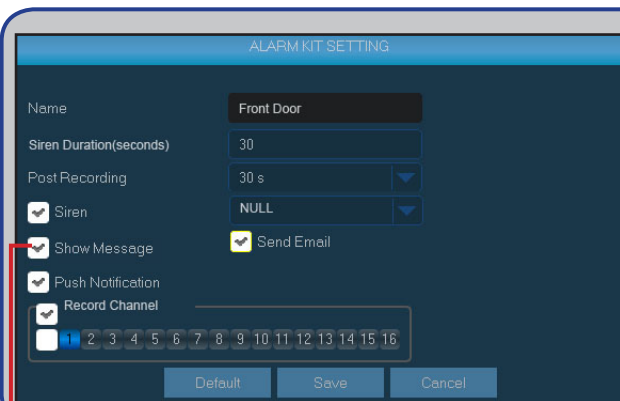 ALARM KIT SETTING
Name Front Door
Siren Duration(seconds) 30
Post Recording 30 s
Siren NULL
Show Message Send Email
Push Notification
Record Channel
1 2 3 4 5 6 7 8 9 10 11 12 13 14 15 16
Default Save Cancel